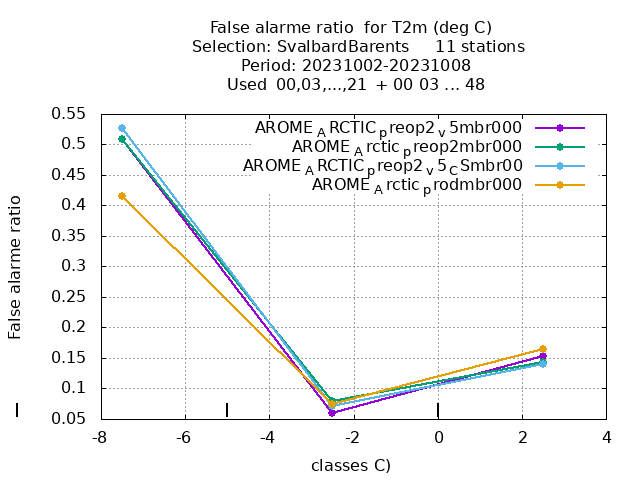 False alarme ratio  for T2m (deg C)
Selection: SvalbardBarents     11 stations
Period: 20231002-20231008
Used  00,03,...,21  + 00 03 ... 48
AROME_ARCTIC_preop2_v5mbr000
AROME_Arctic_preop2mbr000
AROME_ARCTIC_preop2_v5_CSmbr00
AROME_Arctic_prodmbr000
False alarme ratio
0.55
0.5
0.45
0.4
0.35
0.3
0.25
0.2
0.15
0.1
0.05
-8 -6 -4 -2 0 2 4
classes C)